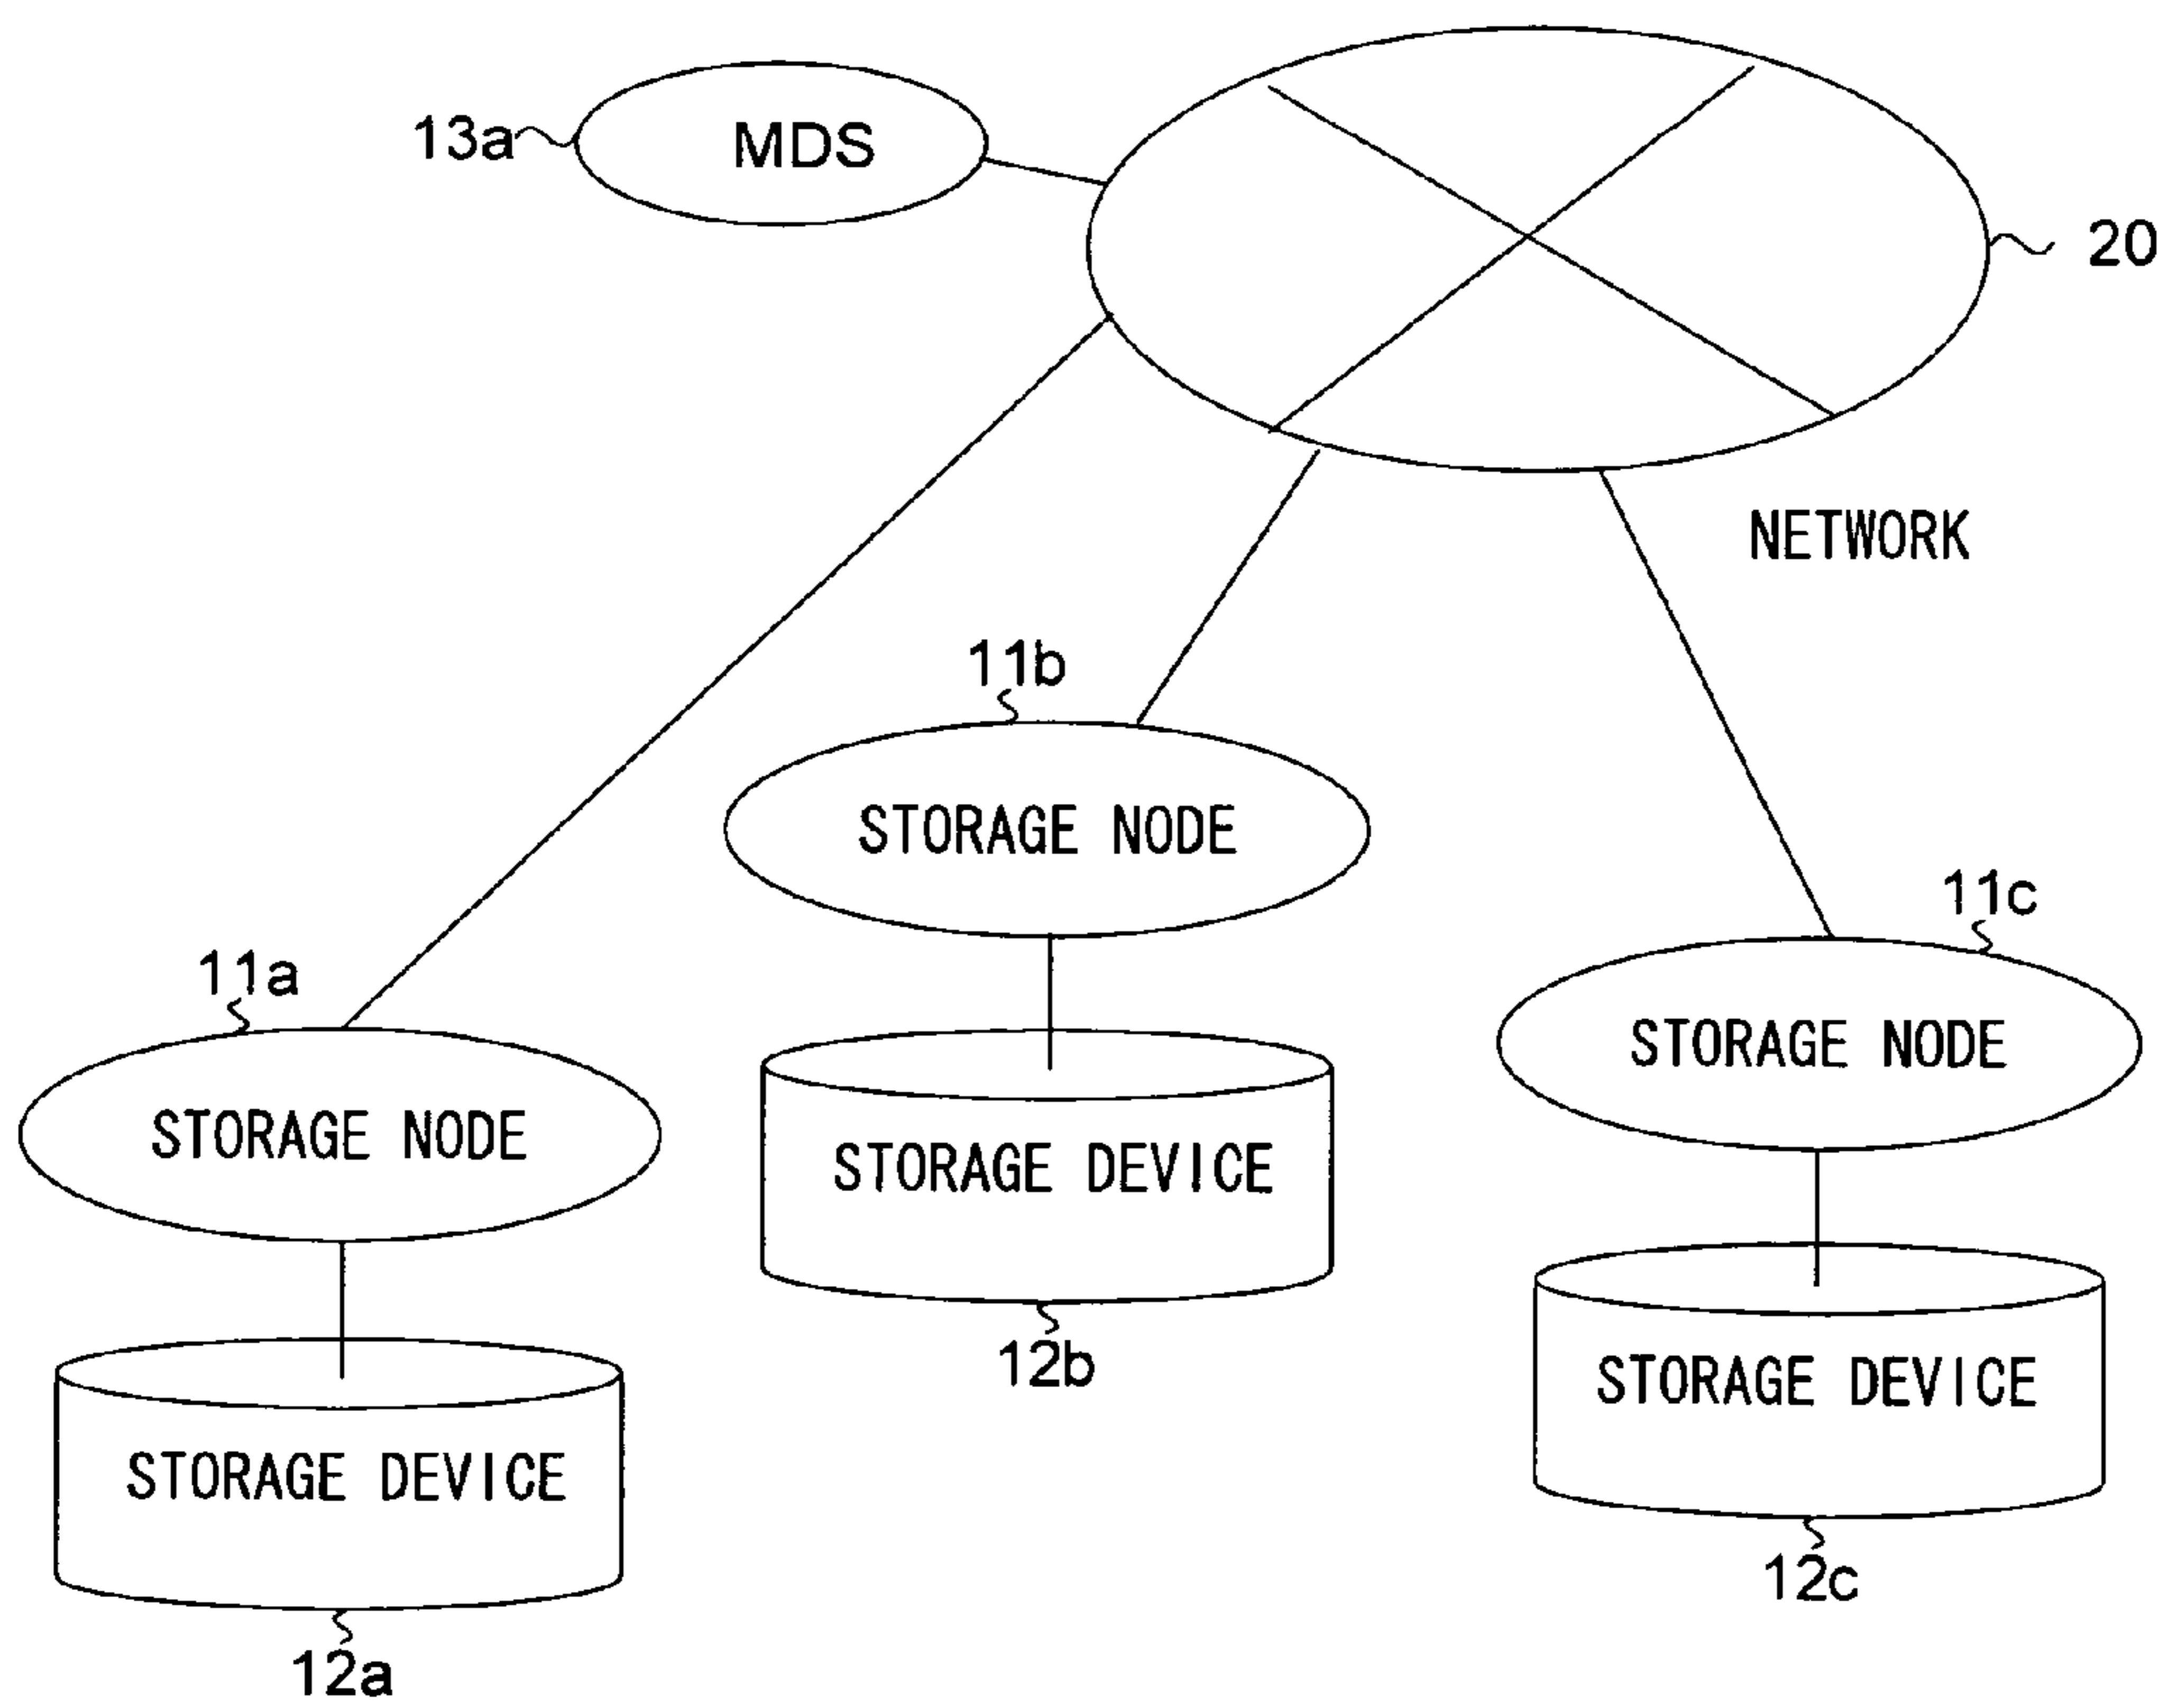 13a
MDS
20
NETWORK
11b
STORAGE NODE
11c
STORAGE NODE
11a
STORAGE NODE
STORAGE DEVICE
12b
STORAGE DEVICE
12c
STORAGE DEVICE
12a